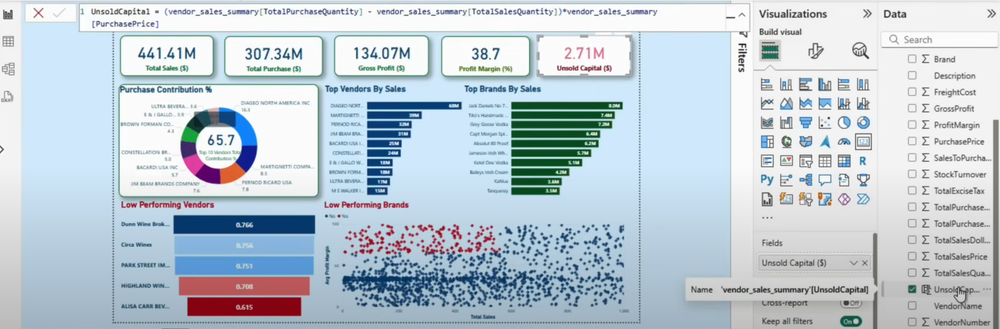 1 UnsoldCapital = (vendor_sales_summary[TotalPurchaseQuantity] - vendor_sales_summary[TotalSalesQuantity])*vendor_sales_summary
[PurchasePrice]
441.41M
Total Sales ($)
307.34M
Total Purchase ($)
134.07M
Gross Profit ($)
38.7
Profit Margin (%)
2.71M
Unsold Capital ($)
Purchase Contribution %
DIAGEO NORTH AMERICA INC
16.3
ULTRA BEVERA... 3.6
E & J GALLO... 3.9
BROWN FORMAN CO...
4.3
CONSTELLATION BR...
5.0
BACARDI USA INC
5.7
JIM BEAM BRANDS COMPANY
7.6
PERNOD RICARD USA
7.8
MARTIGNETTI COMPA...
8.3
65.7
Top 10 Vendors Total
Contribution %
Top Vendors By Sales
DIAGEO NORT... 68M
MARTIGNETTI ... 39M
PERNOD RICA... 32M
JIM BEAM BRA... 31M
BACARDI USA I... 25M
CONSTELLATI... 24M
E & J GALLO W... 18M
BROWN FORM... 18M
ULTRA BEVERA... 17M
M S WALKER I... 15M
Top Brands By Sales
Jack Daniels No 7... 8.0M
Tito's Handmade ... 7.4M
Grey Goose Vodka 7.2M
Capt Morgan Spi... 6.4M
Absolut 80 Proof 6.2M
Jameson Irish Wh... 5.7M
Ketel One Vodka 5.1M
Baileys Irish Cream 4.2M
Kahlua 3.6M
Tanqueray 3.5M
Low Performing Vendors
Dunn Wine Brok... 0.766
Circa Wines 0.756
PARK STREET IM... 0.751
HIGHLAND WIN... 0.708
ALISA CARR BEV... 0.615
Low Performing Brands
No Yes
100
50
0
Avg Profit Margin
0 200 400 600 800 1,000
Total Sales
Filters
Visualizations
Build visual
123
R
Py
...
Fields
Unsold Capital ($)
Name 'vendor_sales_summary'[UnsoldCapital]
Cross-report Off
Keep all filters On
Data
Search
Brand
Description
FreightCost
GrossProfit
ProfitMargin
PurchasePrice
SalesToPurcha...
StockTurnover
TotalExciseTax
TotalPurchase...
TotalPurchase...
TotalSalesDoll...
TotalSalesPrice
TotalSalesQua...
UnsoldCap... ...
VendorName
VendorNumber